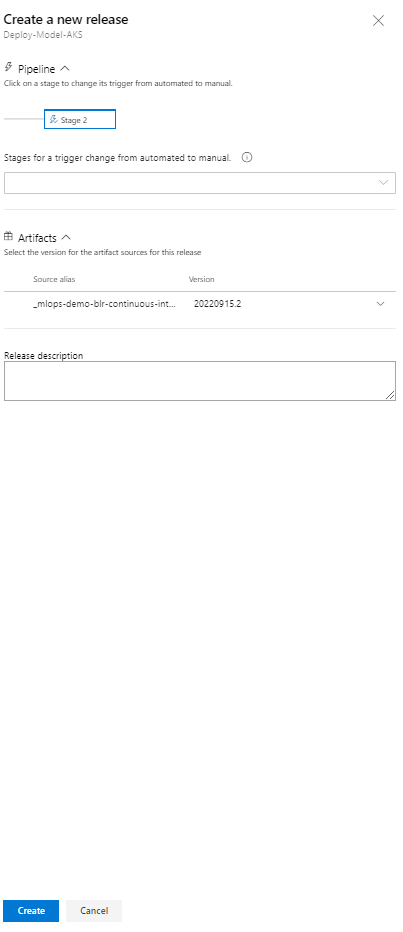 Create a new release
Deploy-Model-AKS
Pipeline
Click on a stage to change its trigger from automated to manual.
Stage 2
Stages for a trigger change from automated to manual.
Artifacts
Select the version for the artifact sources for this release
Source alias Version
_mlops-demo-blr-continuous-int... 20220915.2
Release description
Create Cancel